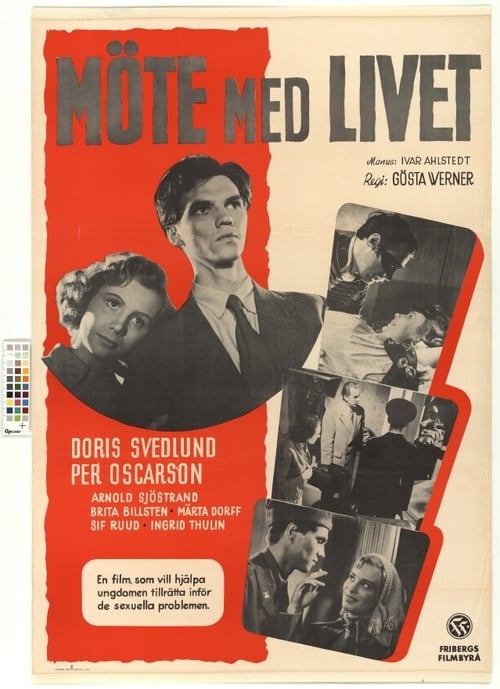 MÖTE MED LIVET
Manus: IVAR AHLSTEDT
Regi: GÖSTA WERNER
DORIS SVEDLUND
PER OSCARSON
ARNOLD SJÖSTRAND
BRITA BILLSTEN • MÄRTA DORFF
SIF RUUD • INGRID THULIN
En film, som vill hjälpa
ungdomen tillrätta inför
de sexuella problemen.
FRIBERGS
FILMBYRÅ